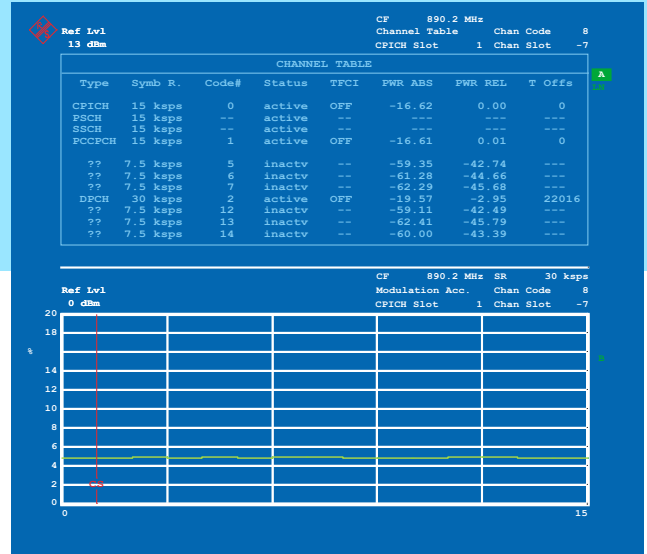 CF 890.2 MHz
Ref Lvl Channel Table Chan Code 8
13 dBm CPICH Slot 1 Chan Slot -7
CHANNEL TABLE
A
Type Symb R. Code# Status TFCI PWR ABS PWR REL T Offs
LN
CPICH 15 ksps 0 active OFF -16.62 0.00 0
PSCH 15 ksps -- active -- --- --- ---
SSCH 15 ksps -- active -- --- --- ---
PCCPCH 15 ksps 1 active OFF -16.61 0.01 0
?? 7.5 ksps 5 inactv -- -59.35 -42.74 ---
?? 7.5 ksps 6 inactv -- -61.28 -44.66 ---
?? 7.5 ksps 7 inactv -- -62.29 -45.68 ---
DPCH 30 ksps 2 active OFF -19.57 -2.95 22016
?? 7.5 ksps 12 inactv -- -59.11 -42.49 ---
?? 7.5 ksps 13 inactv -- -62.41 -45.79 ---
?? 7.5 ksps 14 inactv -- -60.00 -43.39 ---
CF 890.2 MHz SR 30 ksps
Ref Lvl Modulation Acc. Chan Code 8
0 dBm CPICH Slot 1 Chan Slot -7
20
18
%
B
14
12
10
8
6
4
2
0
0 15